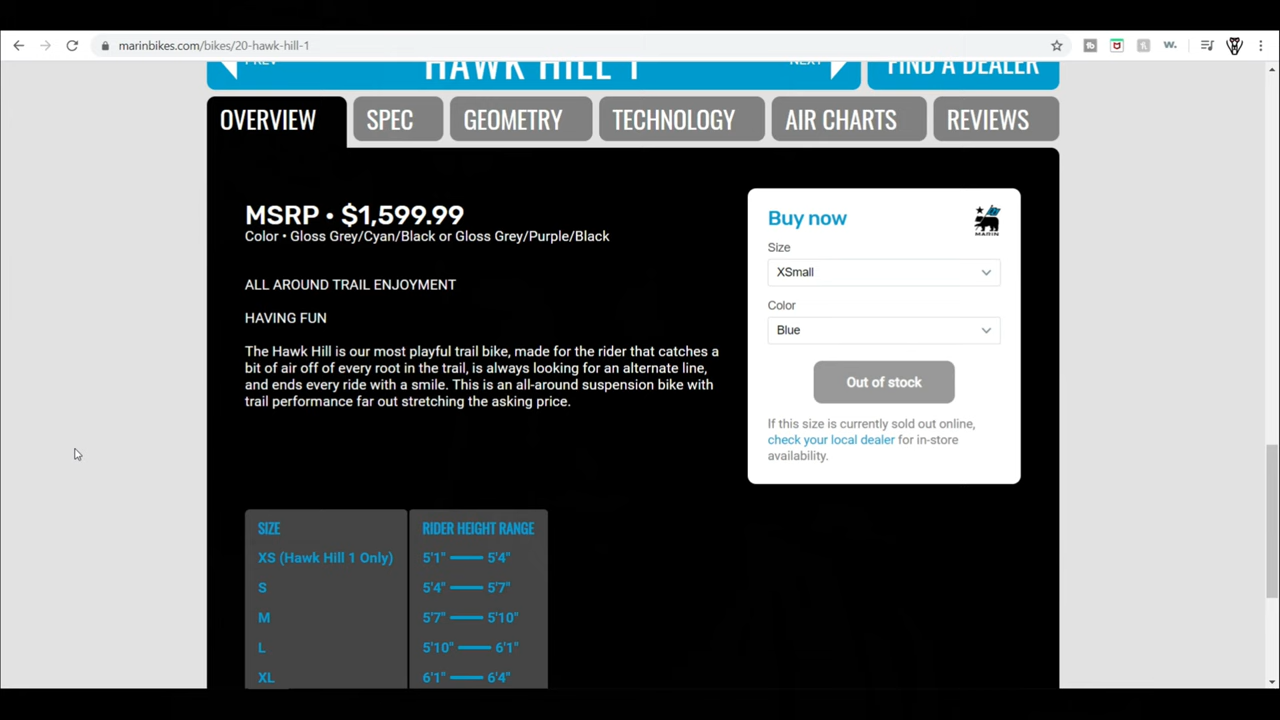 marinbikes.com/bikes/20-hawk-hill-1
PREV
HAWK HILL 1
NEXT
FIND A DEALER
OVERVIEW
SPEC
GEOMETRY
TECHNOLOGY
AIR CHARTS
REVIEWS
MSRP • $1,599.99
Color • Gloss Grey/Cyan/Black or Gloss Grey/Purple/Black
ALL AROUND TRAIL ENJOYMENT
HAVING FUN
The Hawk Hill is our most playful trail bike, made for the rider that catches a
bit of air off of every root in the trail, is always looking for an alternate line,
and ends every ride with a smile. This is an all-around suspension bike with
trail performance far out stretching the asking price.
Buy now
MARIN
Size
XSmall
Color
Blue
Out of stock
If this size is currently sold out online,
check your local dealer for in-store
availability.
SIZE RIDER HEIGHT RANGE
XS (Hawk Hill 1 Only) 5'1" — 5'4"
S 5'4" — 5'7"
M 5'7" — 5'10"
L 5'10" — 6'1"
XL 6'1" — 6'4"